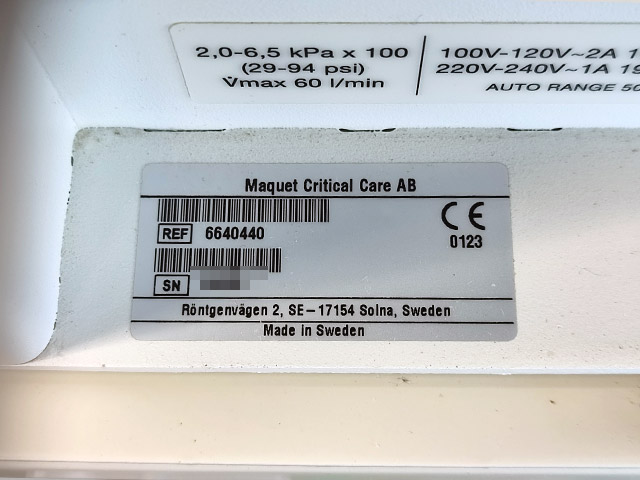 2,0-6,5 kPa x 100
(29-94 psi)
V̇max 60 l/min
100V-120V~2A
220V-240V~1A
AUTO RANGE
Maquet Critical Care AB
REF 6640440
CE
0123
SN
Röntgenvägen 2, SE-17154 Solna, Sweden
Made in Sweden